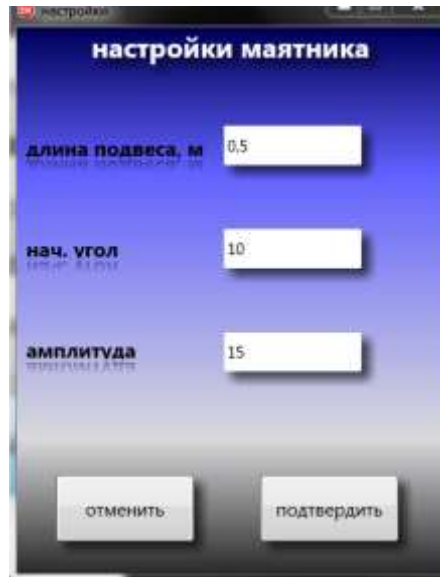 настройки
настройки маятника
длина подвеса, м
0,5
нач. угол
10
амплитуда
15
отменить
подтвердить